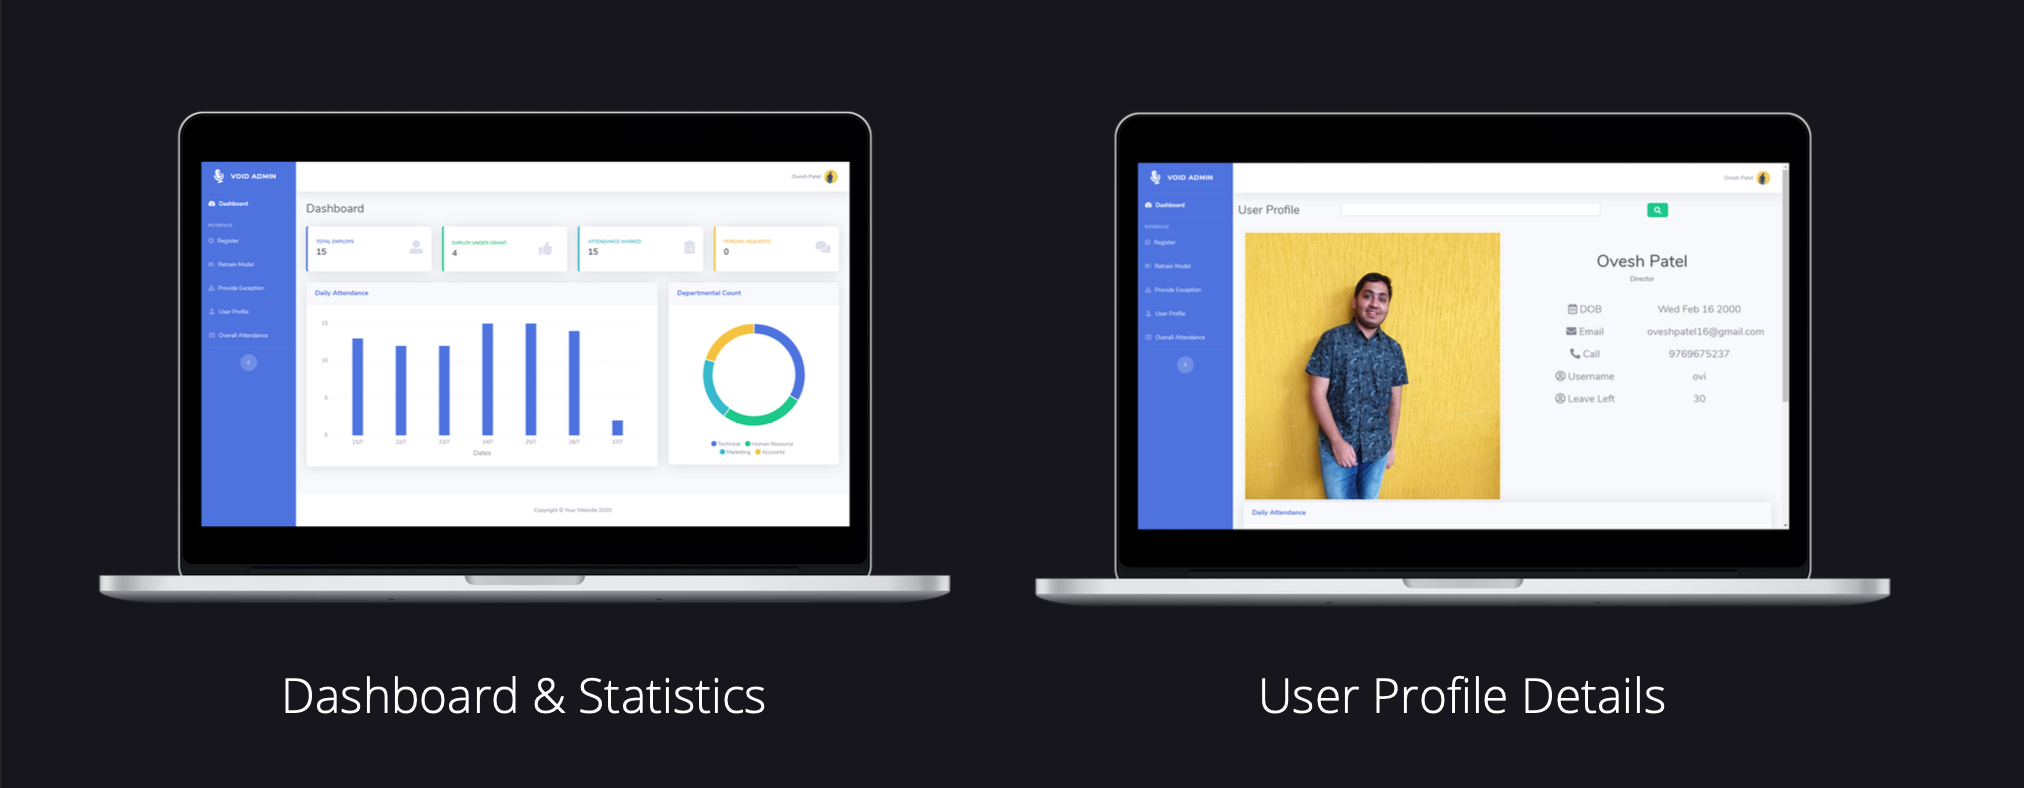 VOID ADMIN
Ovesh Patel
Dashboard
INTERFACE
Register
Retrain Model
Provide Exception
User Profile
Overall Attendance
Dashboard
TOTAL EMPLOYS
15
EMPLOY UNDER GRANT
4
ATTENDANCE MARKED
15
PENDING REQUESTS
0
Daily Attendance
15
10
5
0
21/7 22/7 23/7 24/7 25/7 26/7 27/7
Dates
Departmental Count
Technical Human Resource
Marketing Accounts
Copyright © Your Website 2020
Dashboard & Statistics
VOID ADMIN
Ovesh Patel
Dashboard
INTERFACE
Register
Retrain Model
Provide Exception
User Profile
Overall Attendance
User Profile
Ovesh Patel
Director
DOB Wed Feb 16 2000
Email oveshpatel16@gmail.com
Call 9769675237
Username ovi
Leave Left 30
Daily Attendance
User Profile Details